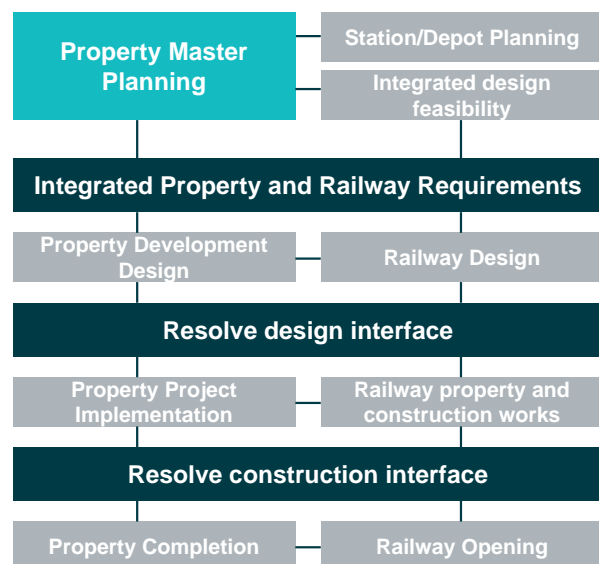 Property Master
Planning
Station/Depot Planning
Integrated design
feasibility
Integrated Property and Railway Requirements
Property Development
Design
Railway Design
Resolve design interface
Property Project
Implementation
Railway property and
construction works
Resolve construction interface
Property Completion
Railway Opening